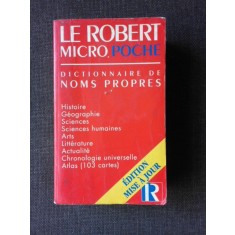 LE ROBERT
MICRO POCHE
DICTIONNAIRE DE
NOMS PROPRES
Histoire
Géographie
Sciences
Sciences humaines
Arts
Littérature
Actualité
Chronologie universelle
Atlas (103 cartes)
ÉDITION
MISE À JOUR
R